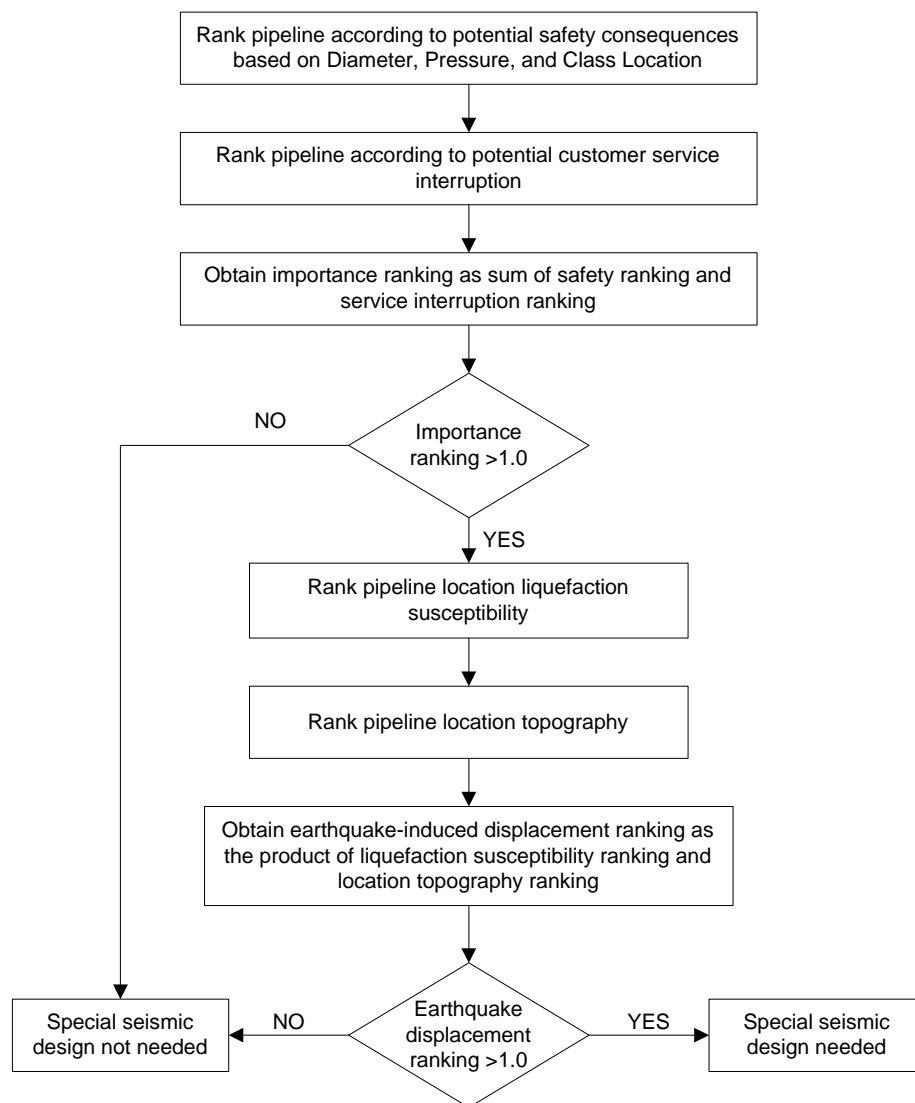 Rank pipeline according to potential safety consequences
based on Diameter, Pressure, and Class Location
Rank pipeline according to potential customer service
interruption
Obtain importance ranking as sum of safety ranking and
service interruption ranking
NO
Importance
ranking >1.0
YES
Rank pipeline location liquefaction
susceptibility
Rank pipeline location topography
Obtain earthquake-induced displacement ranking as
the product of liquefaction susceptibility ranking and
location topography ranking
Special seismic
design not needed
NO
Earthquake
displacement
ranking >1.0
YES
Special seismic
design needed